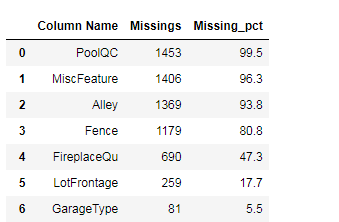 Column Name Missings Missing_pct
0 PoolQC 1453 99.5
1 MiscFeature 1406 96.3
2 Alley 1369 93.8
3 Fence 1179 80.8
4 FireplaceQu 690 47.3
5 LotFrontage 259 17.7
6 GarageType 81 5.5